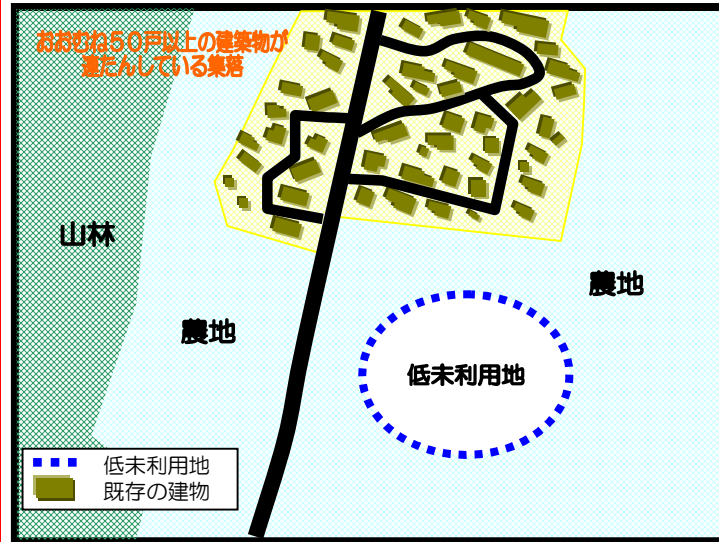 おおむね50戸以上の建築物が
連たんしている集落
山林
農地
農地
低未利用地
低未利用地
既存の建物